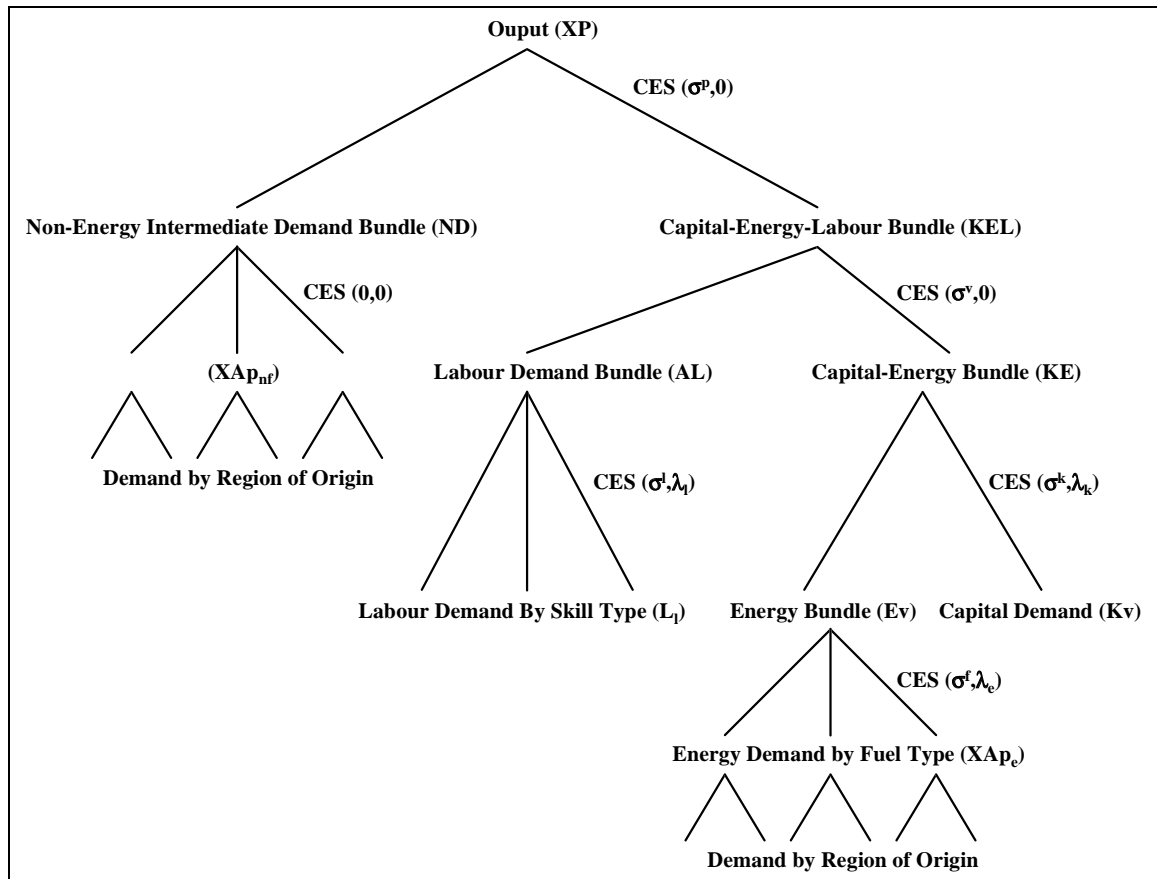 Ouput (XP)
CES (σᵖ,0)
Non-Energy Intermediate Demand Bundle (ND)
Capital-Energy-Labour Bundle (KEL)
CES (0,0)
CES (σᵛ,0)
(XAp_nf)
Labour Demand Bundle (AL)
Capital-Energy Bundle (KE)
Demand by Region of Origin
CES (σˡ,λ_l)
CES (σᵏ,λ_k)
Labour Demand By Skill Type (L_l)
Energy Bundle (Ev)
Capital Demand (Kv)
CES (σᶠ,λ_e)
Energy Demand by Fuel Type (XAp_e)
Demand by Region of Origin